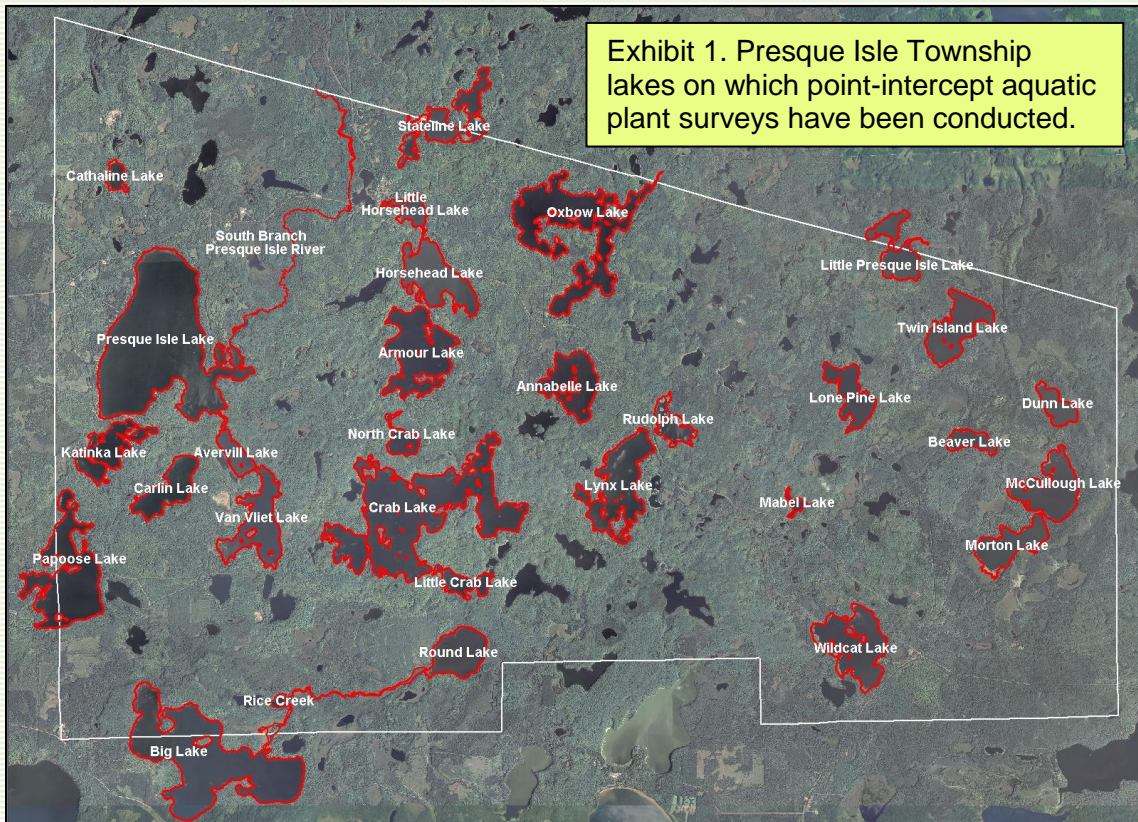 Exhibit 1. Presque Isle Township
lakes on which point-intercept aquatic
plant surveys have been conducted.
Stateline Lake
Cathaline Lake
Little
Horsehead Lake
Oxbow Lake
South Branch
Presque Isle River
Little Presque Isle Lake
Horsehead Lake
Twin Island Lake
Presque Isle Lake
Armour Lake
Annabelle Lake
Lone Pine Lake
Dunn Lake
Rudolph Lake
North Crab Lake
Beaver Lake
Katinka Lake
Avervill Lake
McCullough Lake
Carlin Lake
Lynx Lake
Mabel Lake
Crab Lake
Van Vliet Lake
Morton Lake
Papoose Lake
Little Crab Lake
Wildcat Lake
Round Lake
Rice Creek
Big Lake